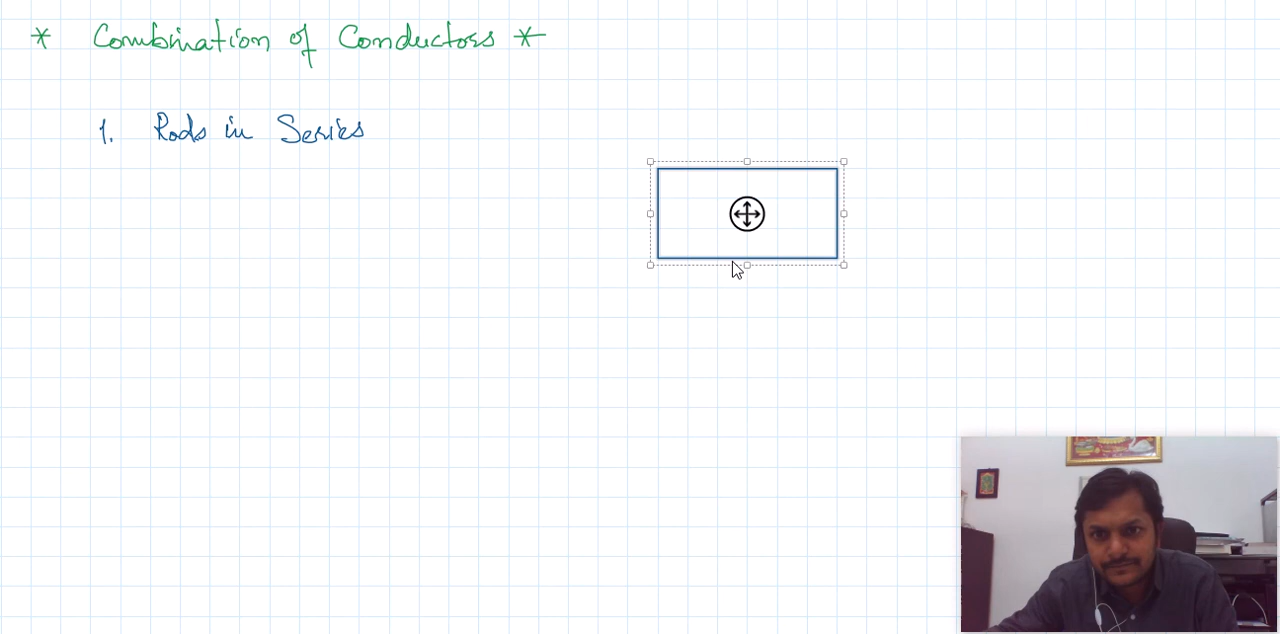 * Combination of Conductors *
1. Rods in Series